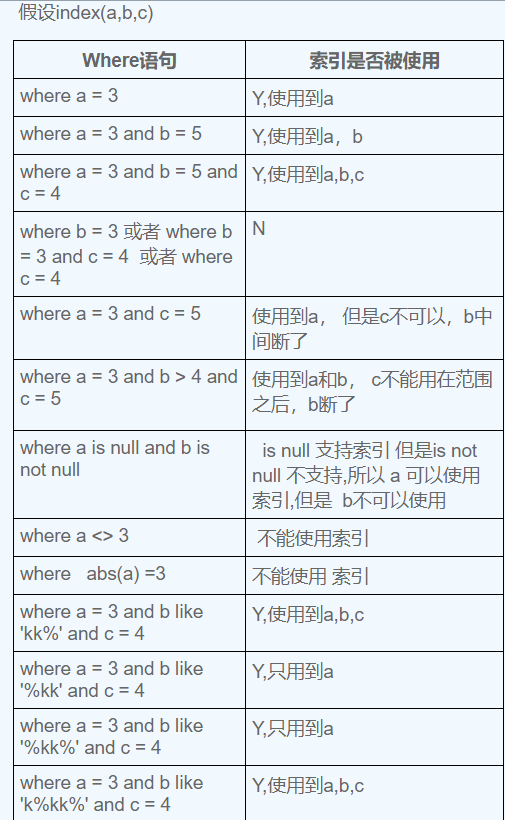 假设index(a,b,c)
Where语句 索引是否被使用
where a = 3 Y,使用到a
where a = 3 and b = 5 Y,使用到a，b
where a = 3 and b = 5 and Y,使用到a,b,c
c = 4
where b = 3 或者 where b N
= 3 and c = 4 或者 where
c = 4
where a = 3 and c = 5 使用到a， 但是c不可以，b中
间断了
where a = 3 and b > 4 and 使用到a和b， c不能用在范围
c = 5 之后，b断了
where a is null and b is is null 支持索引 但是is not
not null null 不支持,所以 a 可以使用
索引,但是 b不可以使用
where a <> 3 不能使用索引
where abs(a) =3 不能使用 索引
where a = 3 and b like Y,使用到a,b,c
'kk%' and c = 4
where a = 3 and b like Y,只用到a
'%kk' and c = 4
where a = 3 and b like Y,只用到a
'%kk%' and c = 4
where a = 3 and b like Y,使用到a,b,c
'k%kk%' and c = 4